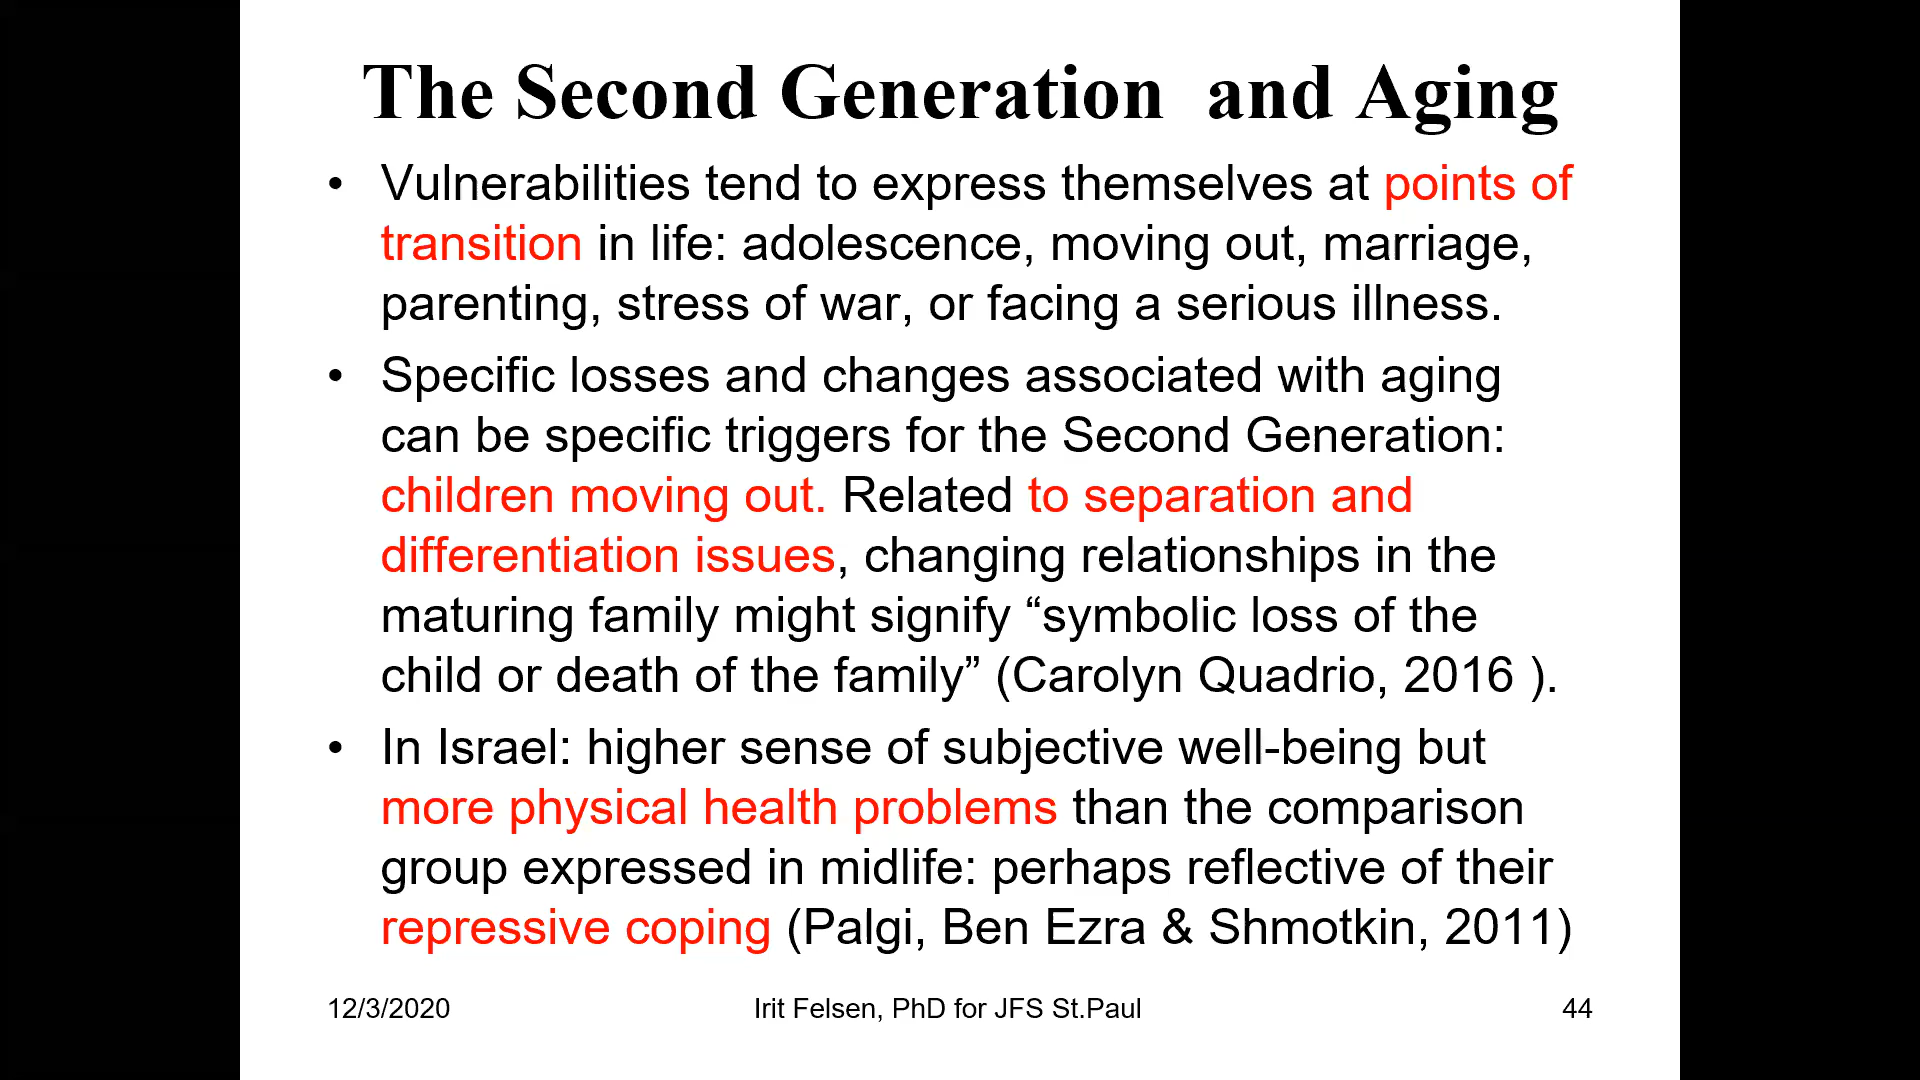 The Second Generation  and Aging
• Vulnerabilities tend to express themselves at points of
transition in life: adolescence, moving out, marriage,
parenting, stress of war, or facing a serious illness.
• Specific losses and changes associated with aging
can be specific triggers for the Second Generation:
children moving out. Related to separation and
differentiation issues, changing relationships in the
maturing family might signify “symbolic loss of the
child or death of the family” (Carolyn Quadrio, 2016 ).
• In Israel: higher sense of subjective well-being but
more physical health problems than the comparison
group expressed in midlife: perhaps reflective of their
repressive coping (Palgi, Ben Ezra & Shmotkin, 2011)
12/3/2020 Irit Felsen, PhD for JFS St.Paul 44